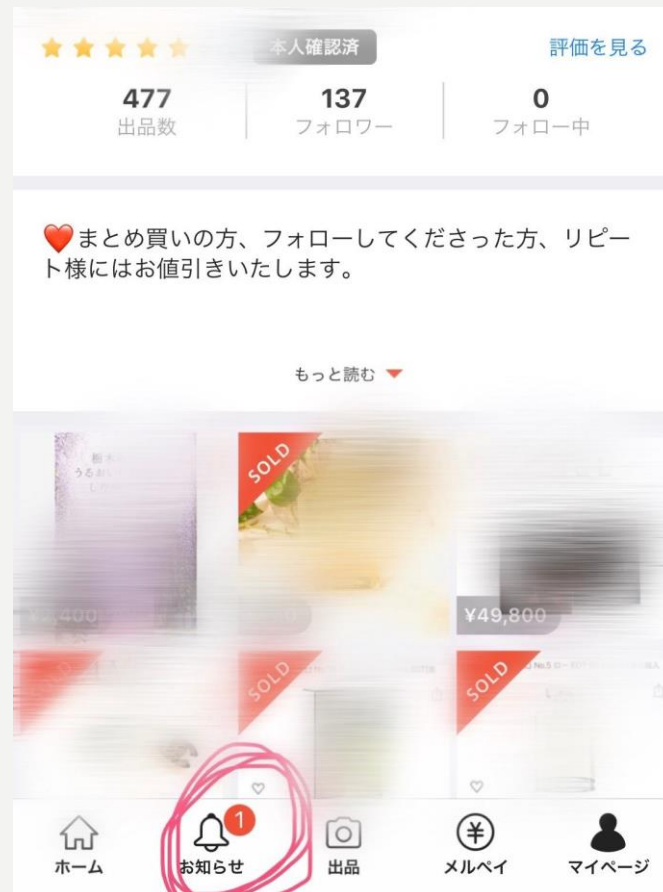 本人確認済
評価を見る
477
137
0
出品数
フォロワー
フォロー中
❤️まとめ買いの方、フォローしてくださった方、リピー
ト様にはお値引きいたします。
もっと読む
SOLD
¥49,800
SOLD
SOLD
1
ホーム
お知らせ
出品
メルペイ
マイページ